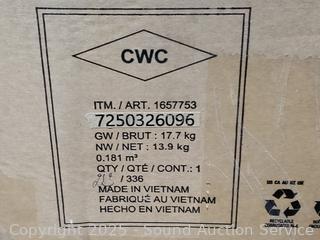 CWC
ITM. / ART. 1657753
7250326096
GW / BRUT : 17.7 kg
NW / NET : 13.9 kg
0.181 m³
QTY / QTÉ / CONT.: 1
/ 336
MADE IN VIETNAM
FABRIQUÉ AU VIETNAM
HECHO EN VIETNAM
Copyright 2025 - Sound Auction Service